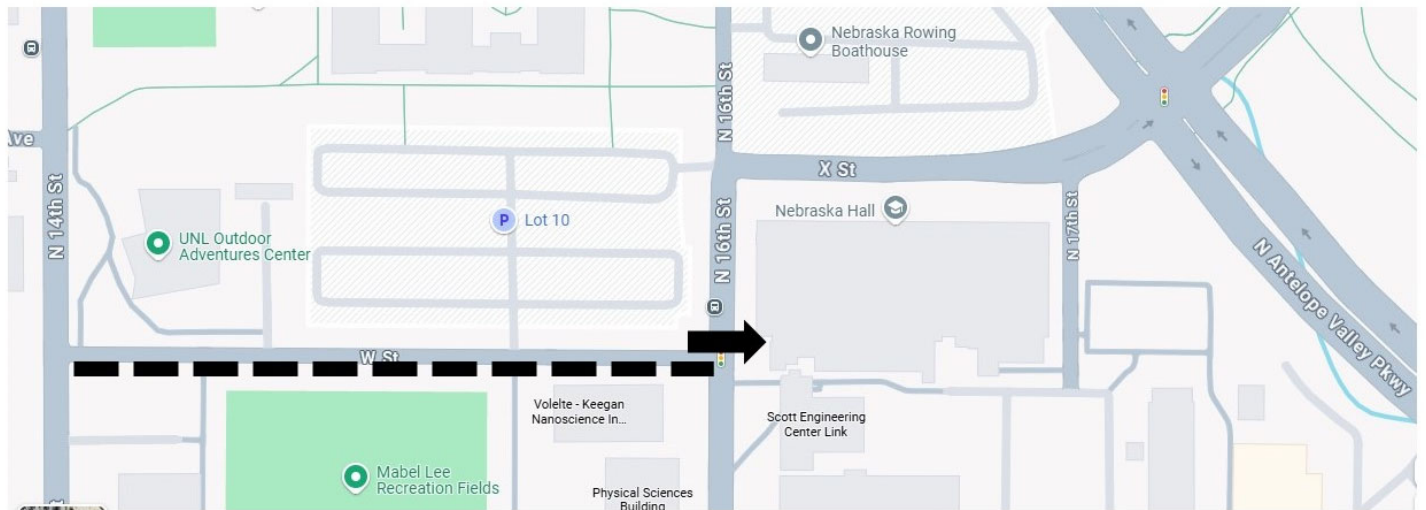 Nebraska Rowing
Boathouse
N 16th St
Ave
X St
N 14th St
Nebraska Hall
N 17th St
P
Lot 10
UNL Outdoor
Adventures Center
N 16th St
N Antelope Valley Pkwy
W St
Volelte - Keegan
Nanoscience In...
Scott Engineering
Center Link
Mabel Lee
Recreation Fields
Physical Sciences
Building